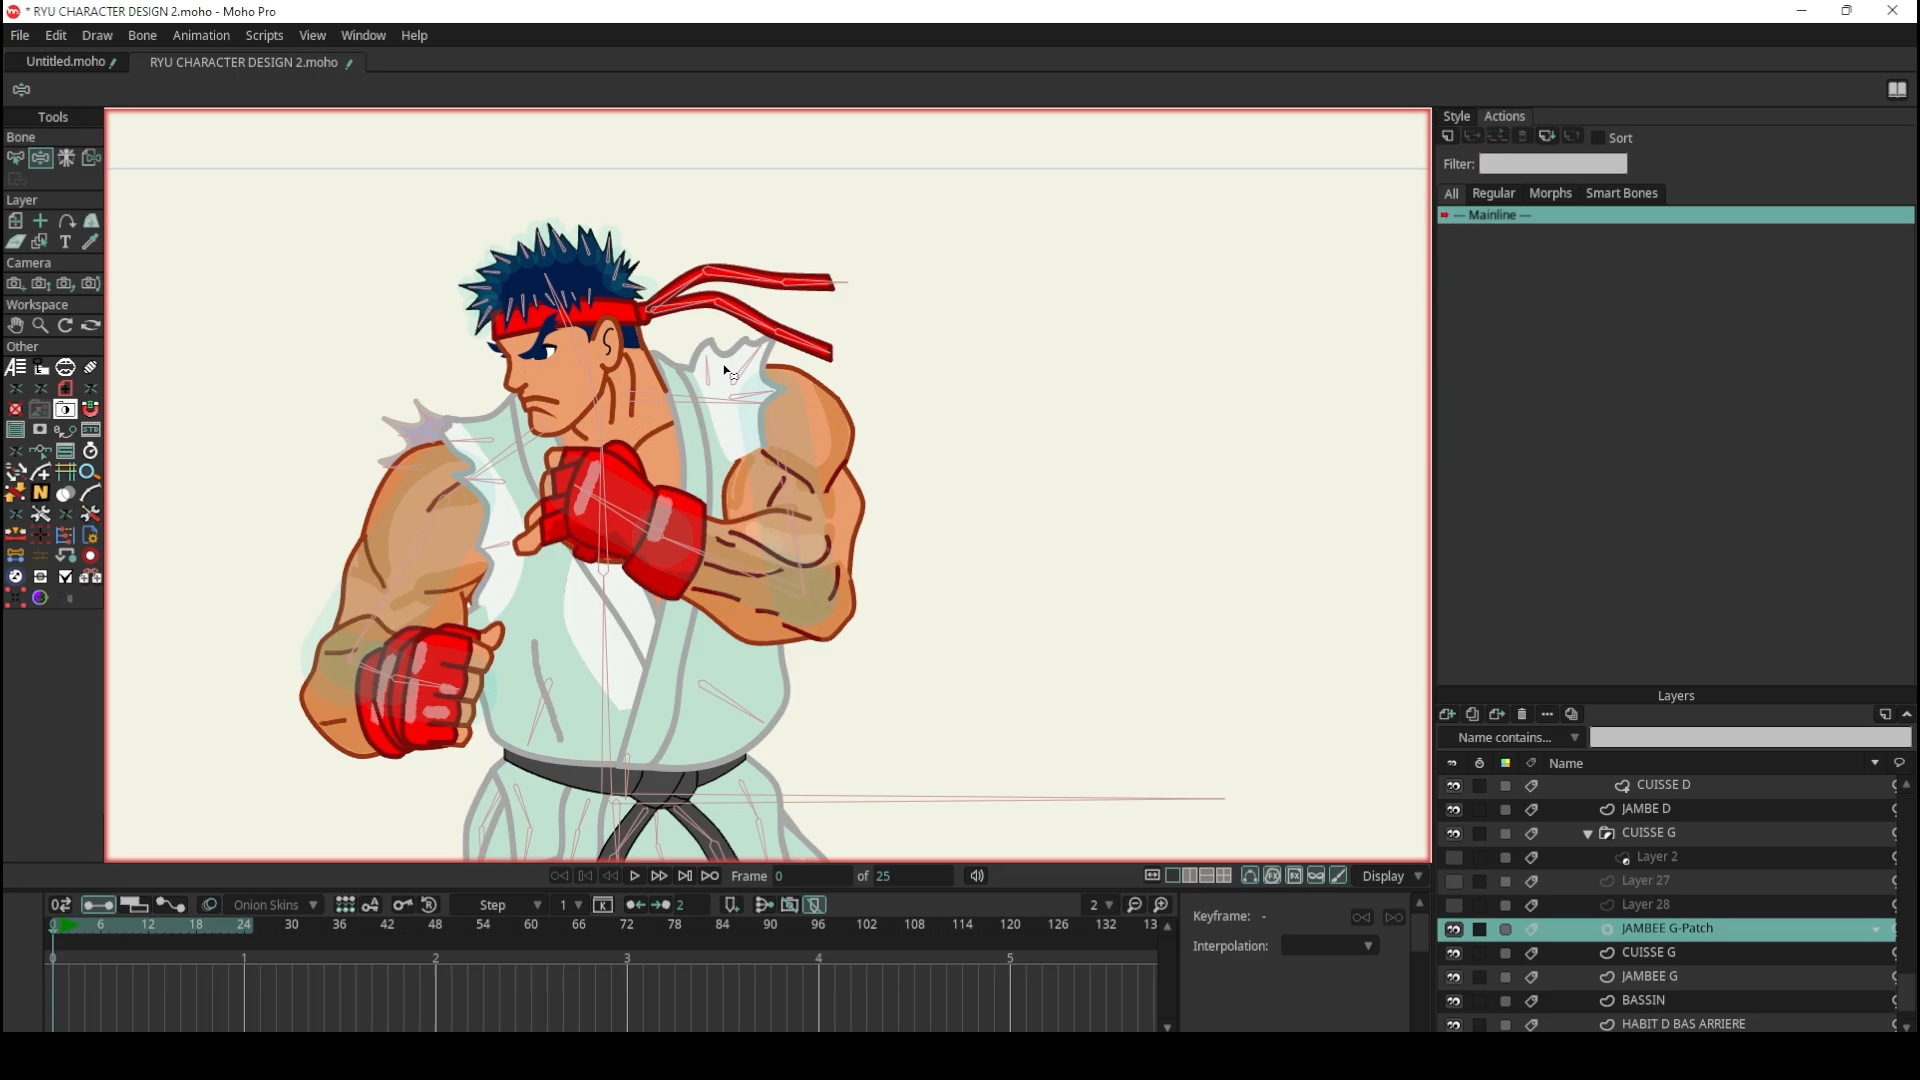 * RYU CHARACTER DESIGN 2.moho - Moho Pro
File Edit Draw Bone Animation Scripts View Window Help
Untitled.moho RYU CHARACTER DESIGN 2.moho
Tools
Bone
Layer
Camera
Workspace
Other
Style Actions
Sort
Filter:
All Regular Morphs Smart Bones
— Mainline —
Layers
Name contains...
Name
CUISSE D
JAMBE D
CUISSE G
Layer 2
Layer 27
Layer 28
JAMBEE G-Patch
CUISSE G
JAMBEE G
BASSIN
HABIT D BAS ARRIERE
Frame 0 of 25 Display
Onion Skins Step 1 2 2
0 6 12 18 24 30 36 42 48 54 60 66 72 78 84 90 96 102 108 114 120 126 132 13
0 1 2 3 4 5
Keyframe: -
Interpolation: